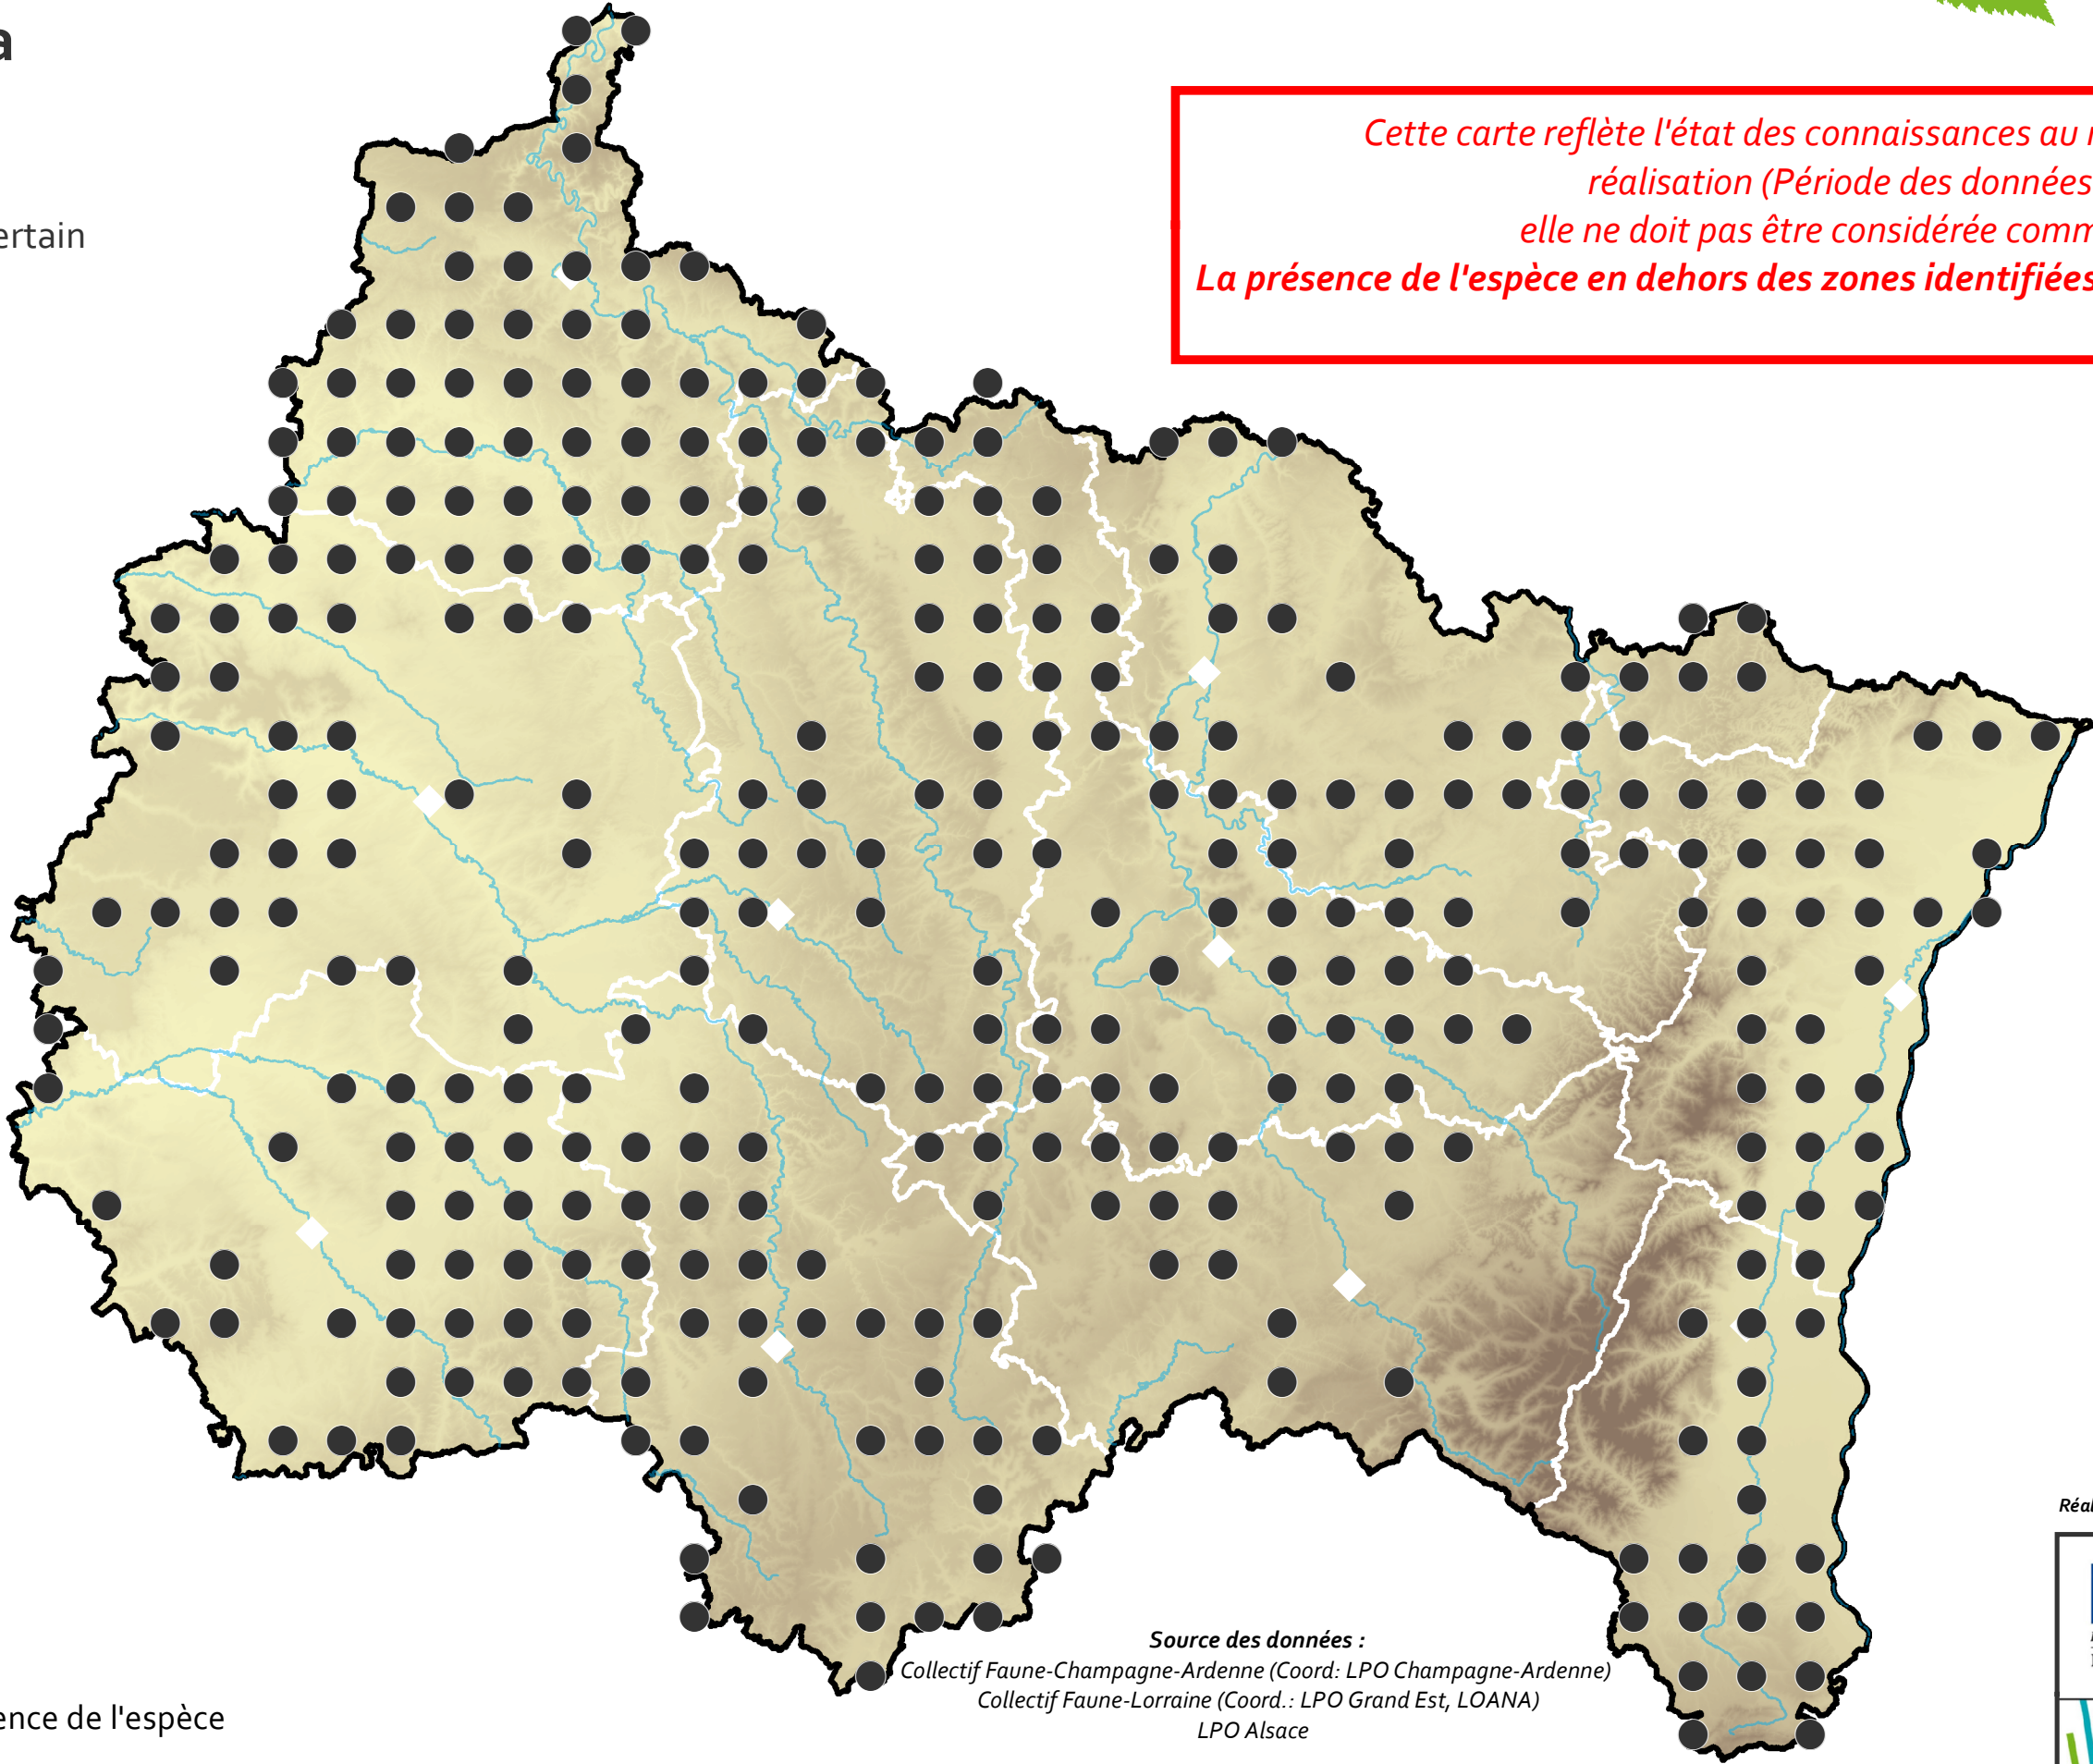 a
ertain
Cette carte reflète l'état des connaissances au
réalisation (Période des données
elle ne doit pas être considérée comm
La présence de l'espèce en dehors des zones identifiées
Réal
Source des données :
Collectif Faune-Champagne-Ardenne (Coord: LPO Champagne-Ardenne)
Collectif Faune-Lorraine (Coord.: LPO Grand Est, LOANA)
LPO Alsace
ence de l'espèce